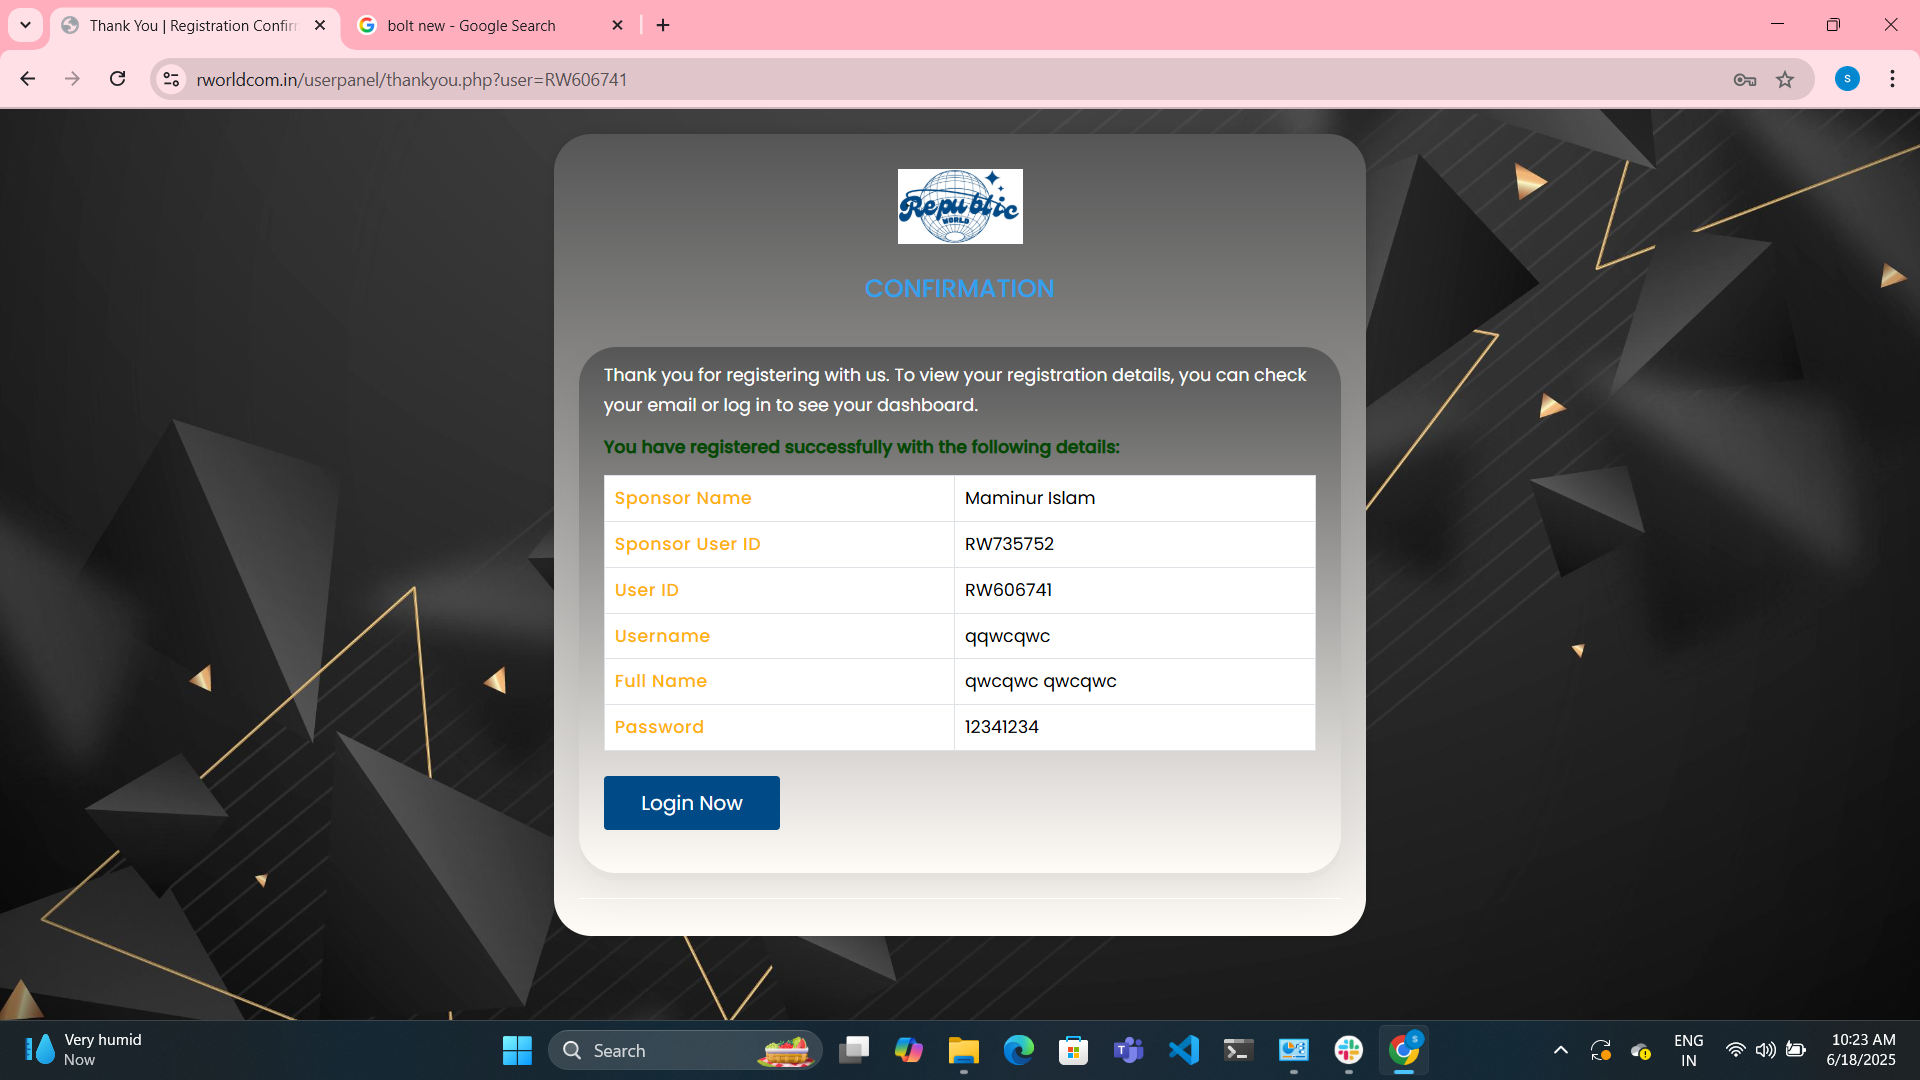 Thank You | Registration Confirm
bolt new - Google Search
rworldcom.in/userpanel/thankyou.php?user=RW606741
S
Republic
WORLD
CONFIRMATION
Thank you for registering with us. To view your registration details, you can check
your email or log in to see your dashboard.
You have registered successfully with the following details:
Sponsor Name Maminur Islam
Sponsor User ID RW735752
User ID RW606741
Username qqwcqwc
Full Name qwcqwc qwcqwc
Password 12341234
Login Now
Very humid
Now
Search
ENG
IN
10:23 AM
6/18/2025